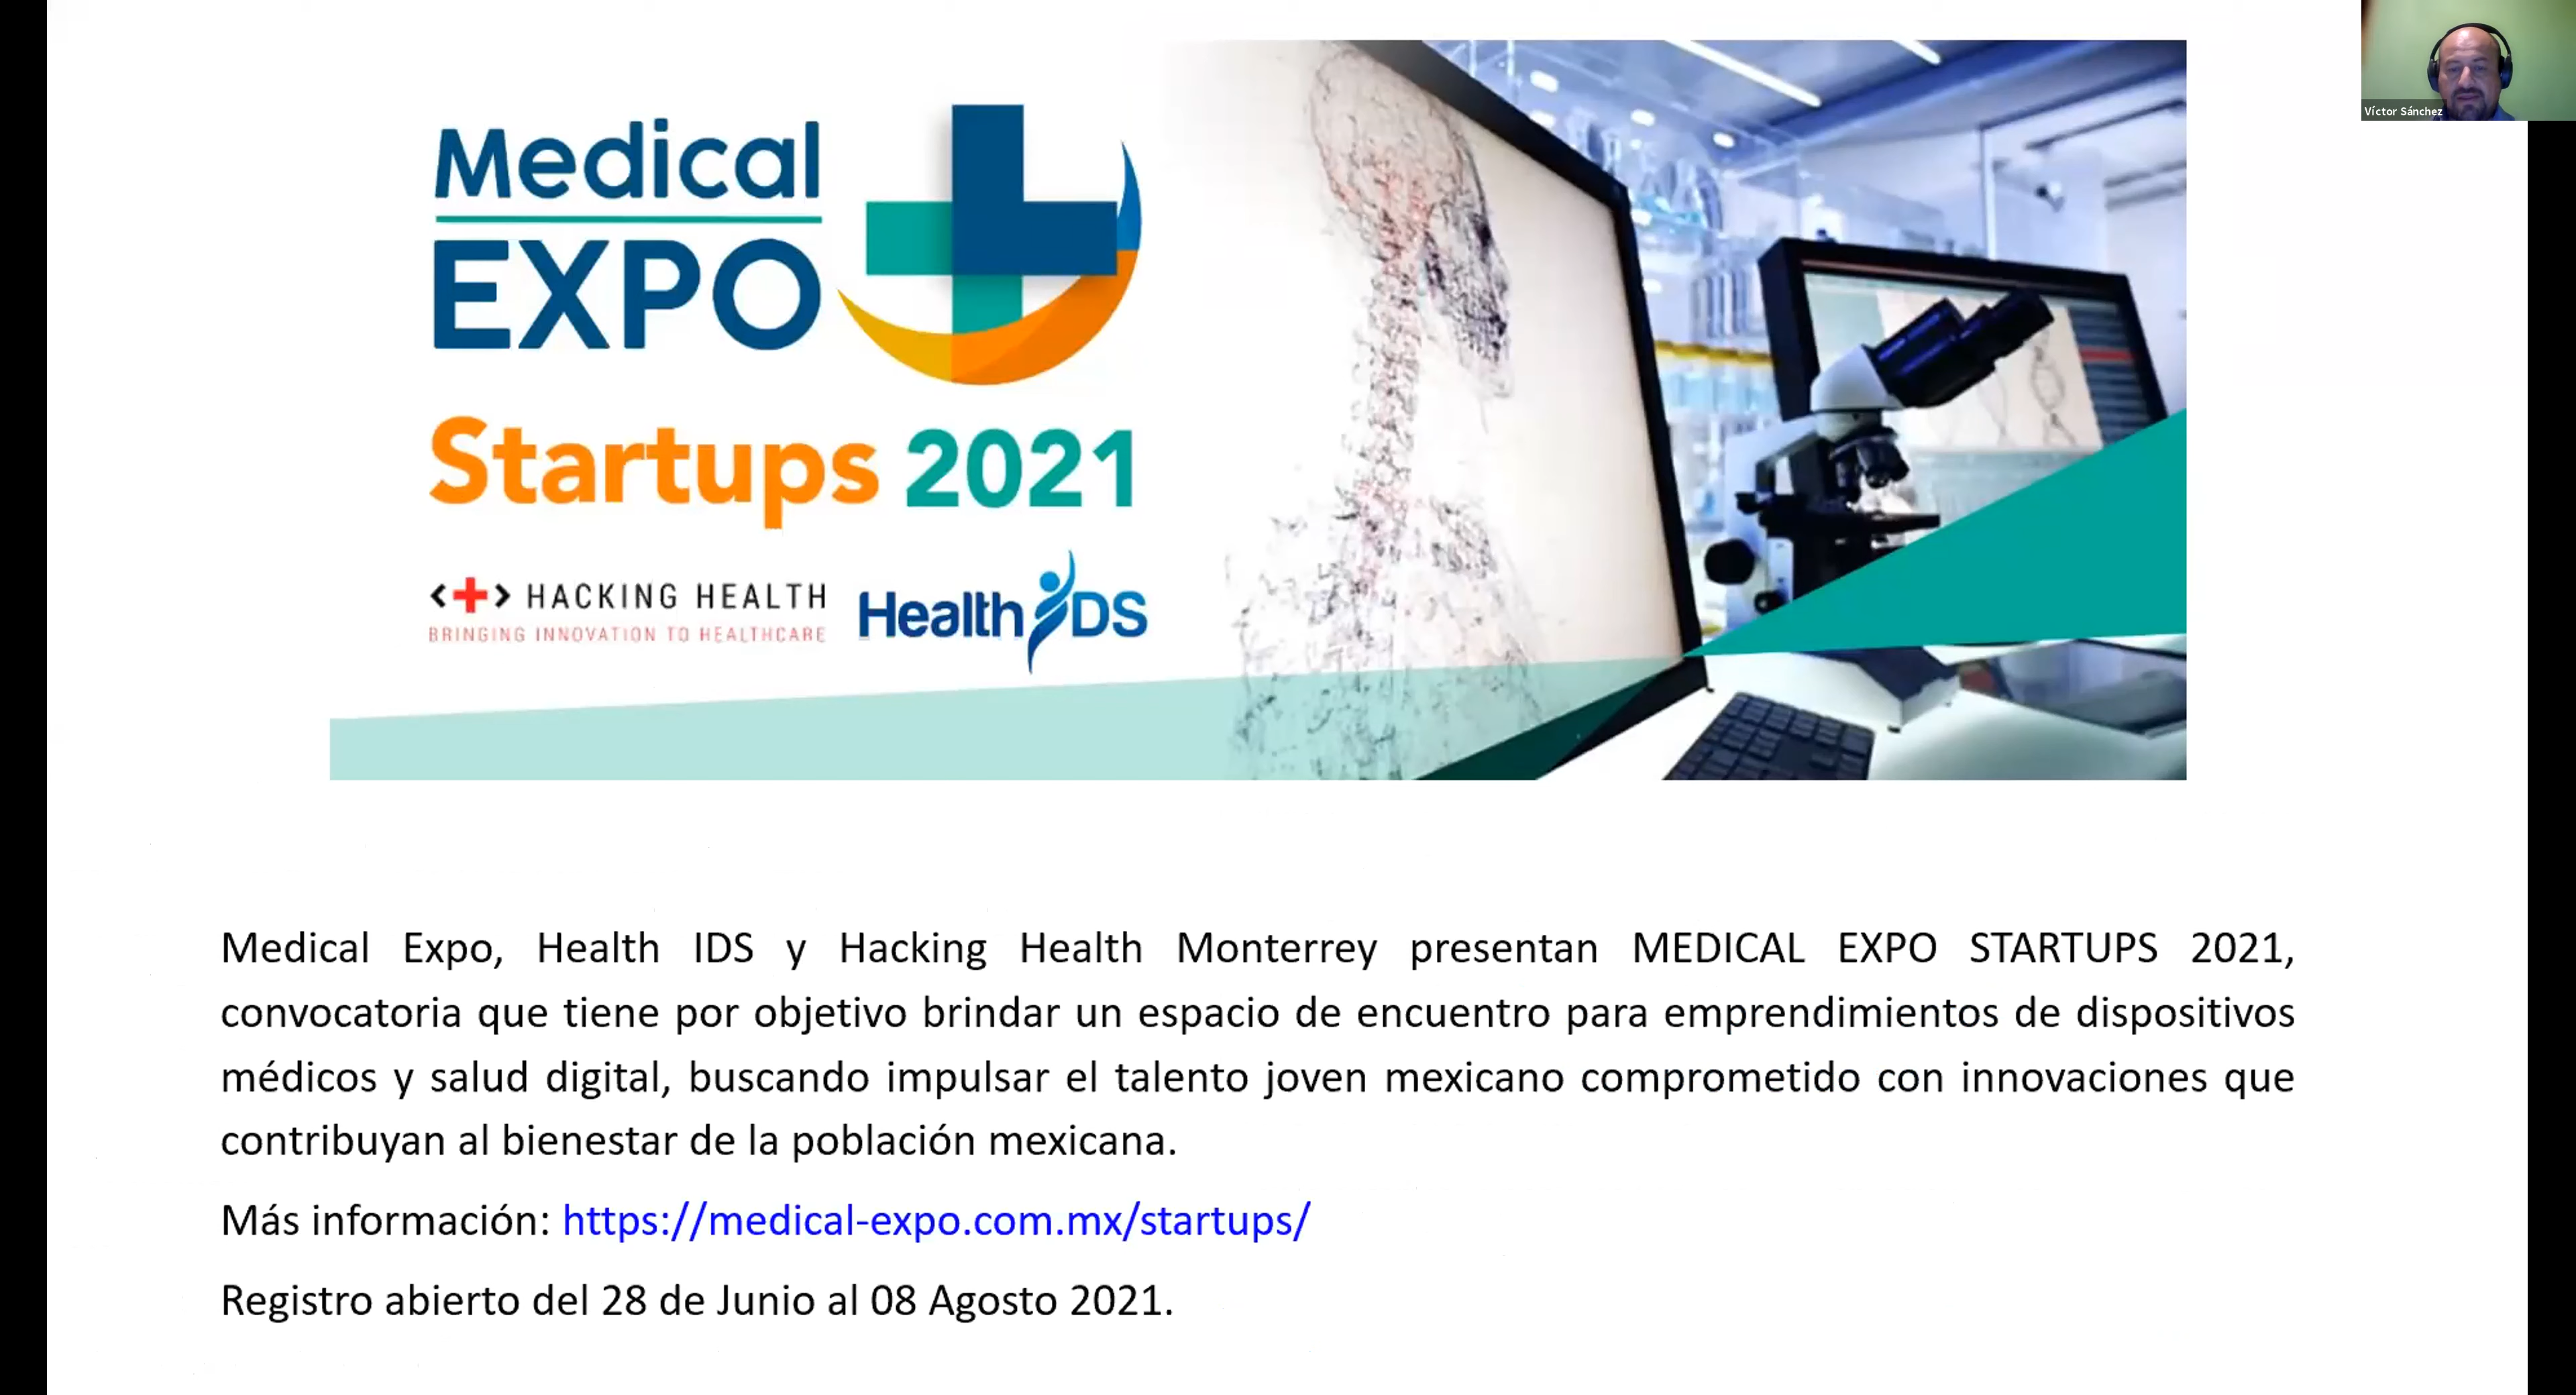 Víctor Sánchez
Medical
EXPO
Startups 2021
<+> HACKING HEALTH
BRINGING INNOVATION TO HEALTHCARE
Health IDS
Medical Expo, Health IDS y Hacking Health Monterrey presentan MEDICAL EXPO STARTUPS 2021,
convocatoria que tiene por objetivo brindar un espacio de encuentro para emprendimientos de dispositivos
médicos y salud digital, buscando impulsar el talento joven mexicano comprometido con innovaciones que
contribuyan al bienestar de la población mexicana.
Más información: https://medical-expo.com.mx/startups/
Registro abierto del 28 de Junio al 08 Agosto 2021.